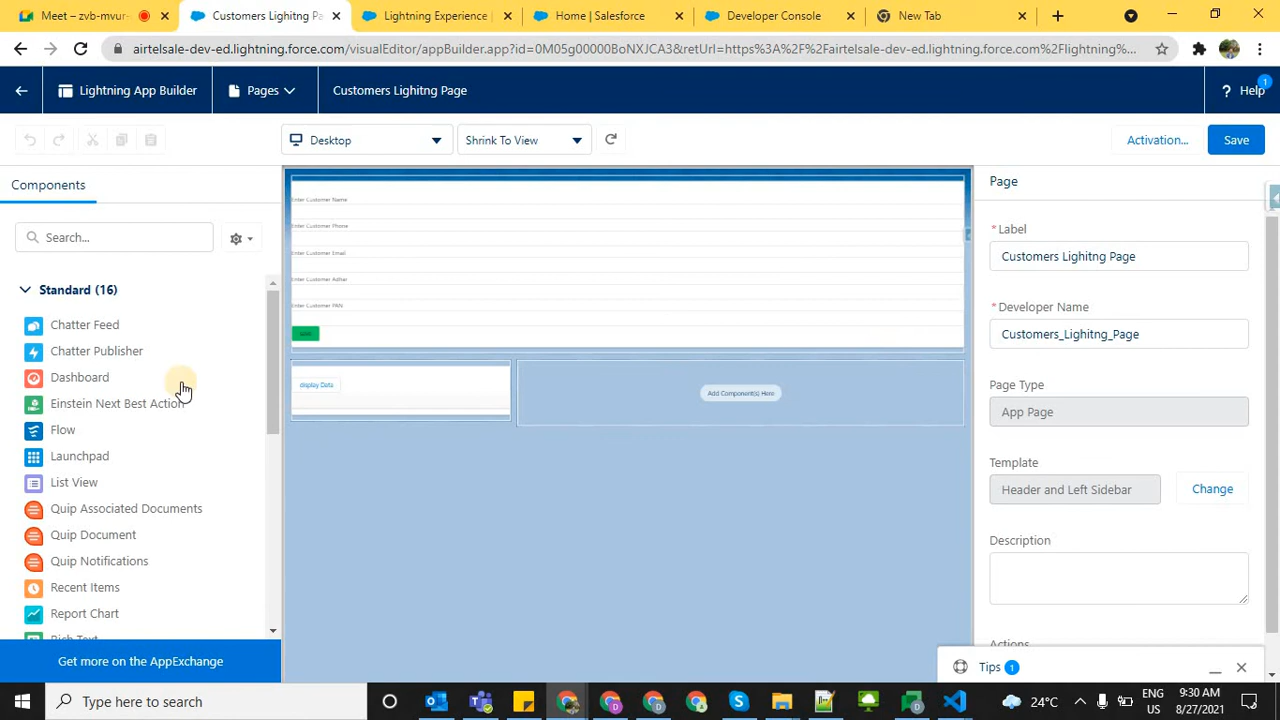 Meet – zvb-mvur-
Customers Lighitng P
Lightning Experience |
Home | Salesforce
Developer Console
New Tab
airtelsale-dev-ed.lightning.force.com/visualEditor/appBuilder.app?id=0M05g00000BoNXJCA3&retUrl=http%3A%2F%2Fairtelsale-dev-ed.lightning.force.com%2Flightning%2...
Lightning App Builder
Pages
Customers Lighitng Page
? Help
1
Desktop
Shrink To View
Activation...
Save
Components
Search...
Standard (16)
Chatter Feed
Chatter Publisher
Dashboard
Einstein Next Best Action
Flow
Launchpad
List View
Quip Associated Documents
Quip Document
Quip Notifications
Recent Items
Report Chart
Rich Text
Get more on the AppExchange
Enter Customer Name
Enter Customer Phone
Enter Customer Email
Enter Customer Adhar
Enter Customer PAN
display Data
Add Component(s) Here
Page
* Label
Customers Lighitng Page
* Developer Name
Customers_Lighitng_Page
Page Type
App Page
Template
Header and Left Sidebar
Change
Description
Actions
Tips 1
Type here to search
24°C
ENG
US
9:30 AM
8/27/2021